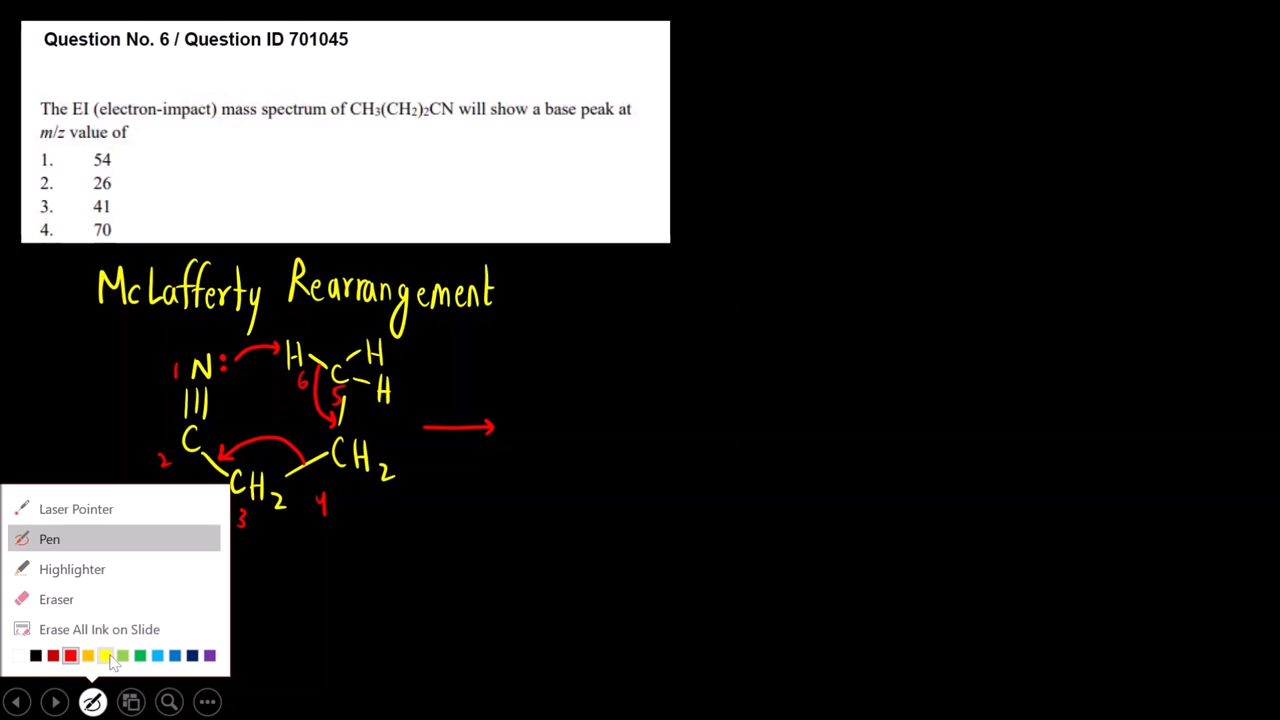 Question No. 6 / Question ID 701045
The EI (electron-impact) mass spectrum of CH₃(CH₂)₂CN will show a base peak at
m/z value of
1. 54
2. 26
3. 41
4. 70
McLafferty Rearrangement
1 N: H H
6 C H
5
C CH₂
2 CH₂
3 4
Laser Pointer
Pen
Highlighter
Eraser
Erase All Ink on Slide